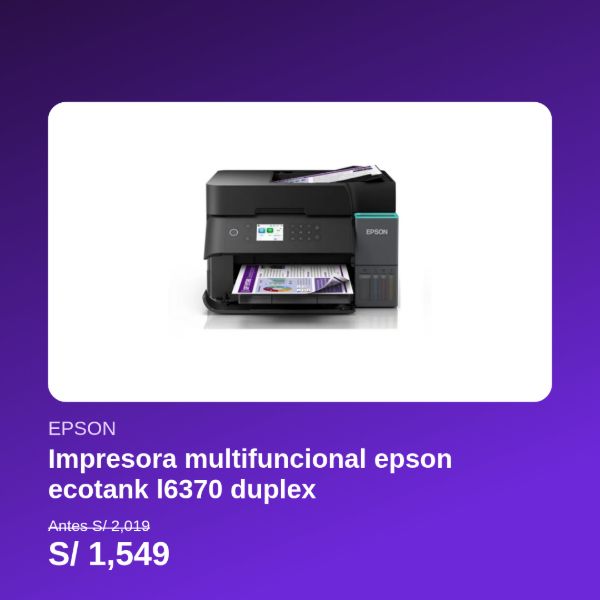 EPSON
EPSON
Impresora multifuncional epson
ecotank l6370 duplex
Antes S/ 2,019
S/ 1,549